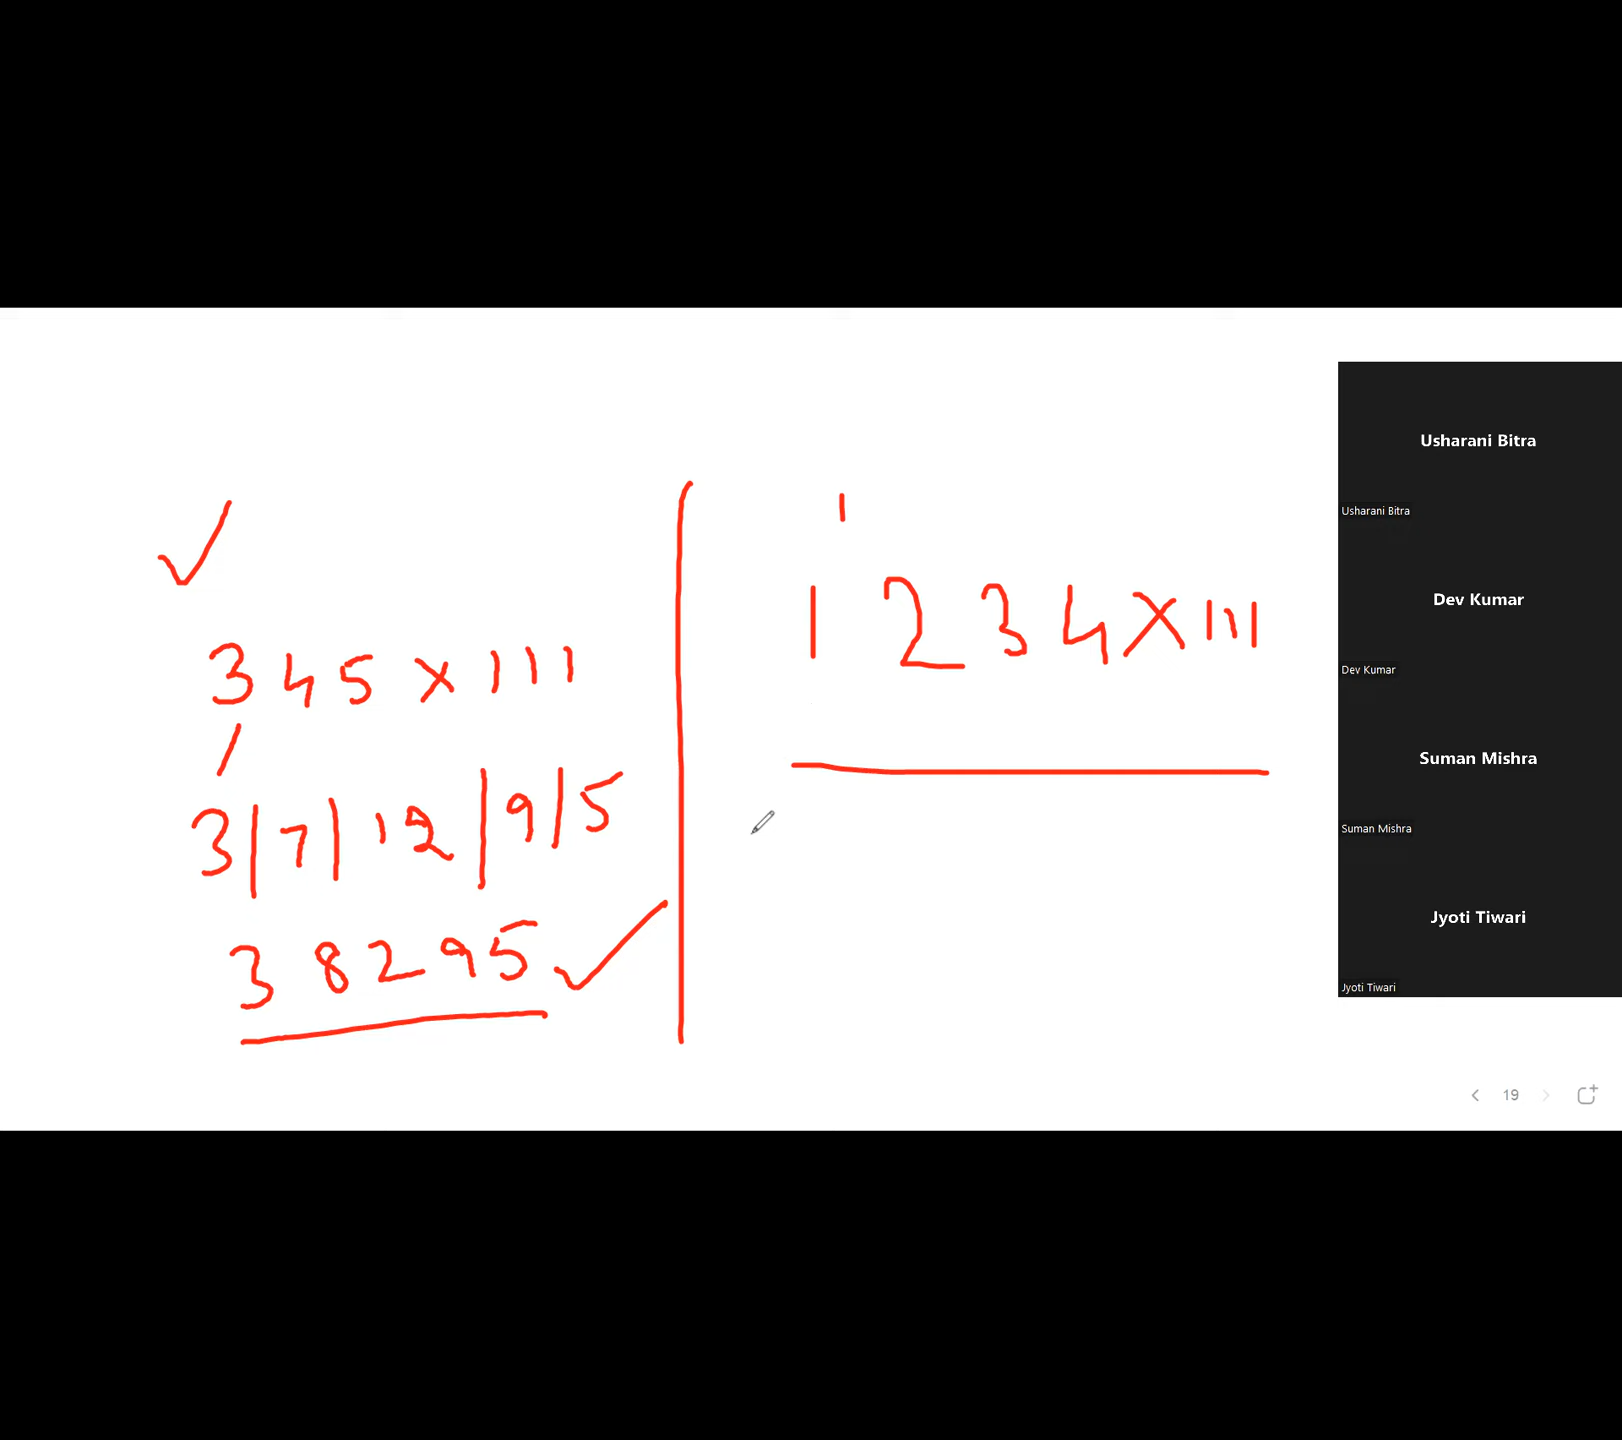 345 x 111
3/7/12/9/5
38295
1
1234 X 111
Usharani Bitra
Usharani Bitra
Dev Kumar
Dev Kumar
Suman Mishra
Suman Mishra
Jyoti Tiwari
Jyoti Tiwari
19